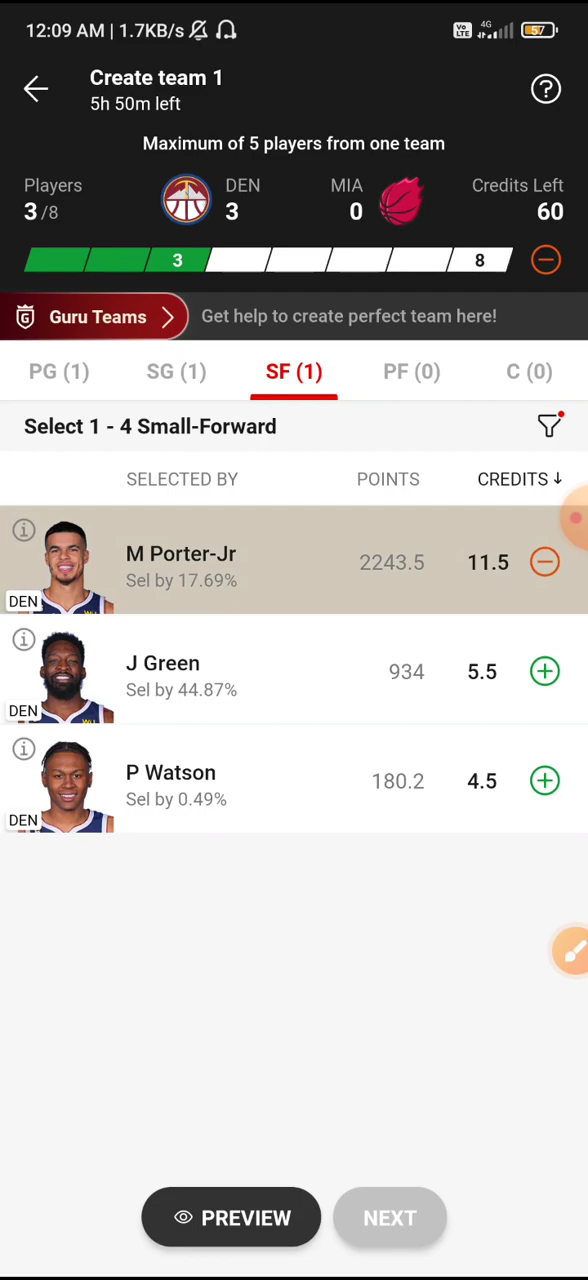 12:09 AM | 1.7KB/s
Vo LTE 4G 57
Create team 1
5h 50m left
?
Maximum of 5 players from one team
Players DEN MIA Credits Left
3/8 3 0 60
3 8
G Guru Teams Get help to create perfect team here!
PG (1) SG (1) SF (1) PF (0) C (0)
Select 1 - 4 Small-Forward
SELECTED BY POINTS CREDITS ↓
M Porter-Jr 2243.5 11.5
Sel by 17.69%
DEN
J Green 934 5.5
Sel by 44.87%
DEN
P Watson 180.2 4.5
Sel by 0.49%
DEN
PREVIEW NEXT